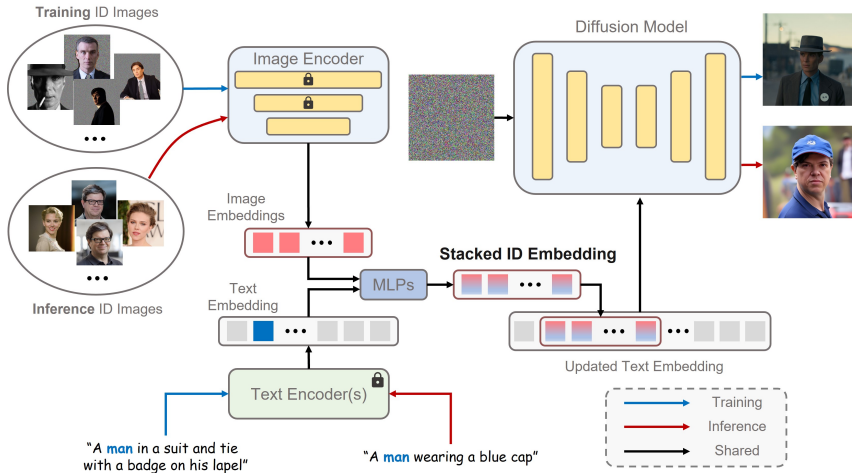 Training ID Images
Image Encoder
Diffusion Model
Image
Embeddings
Inference ID Images
Text
Embedding
MLPs
Stacked ID Embedding
Updated Text Embedding
Text Encoder(s)
“A man in a suit and tie
with a badge on his lapel”
“A man wearing a blue cap”
Training
Inference
Shared